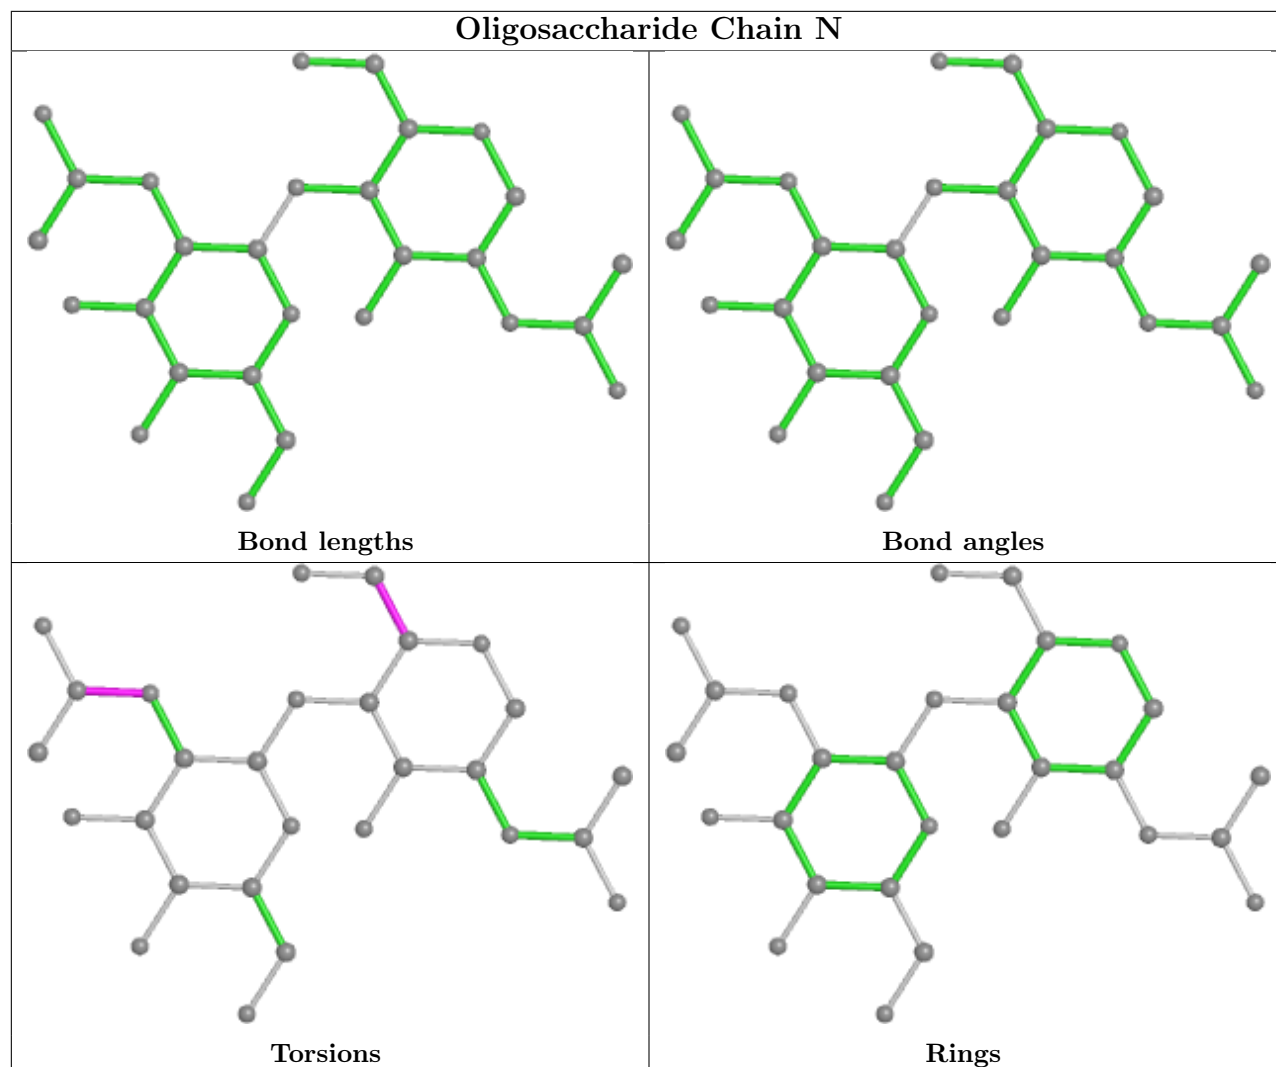 Oligosaccharide Chain N
Bond lengths
Bond angles
Torsions
Rings